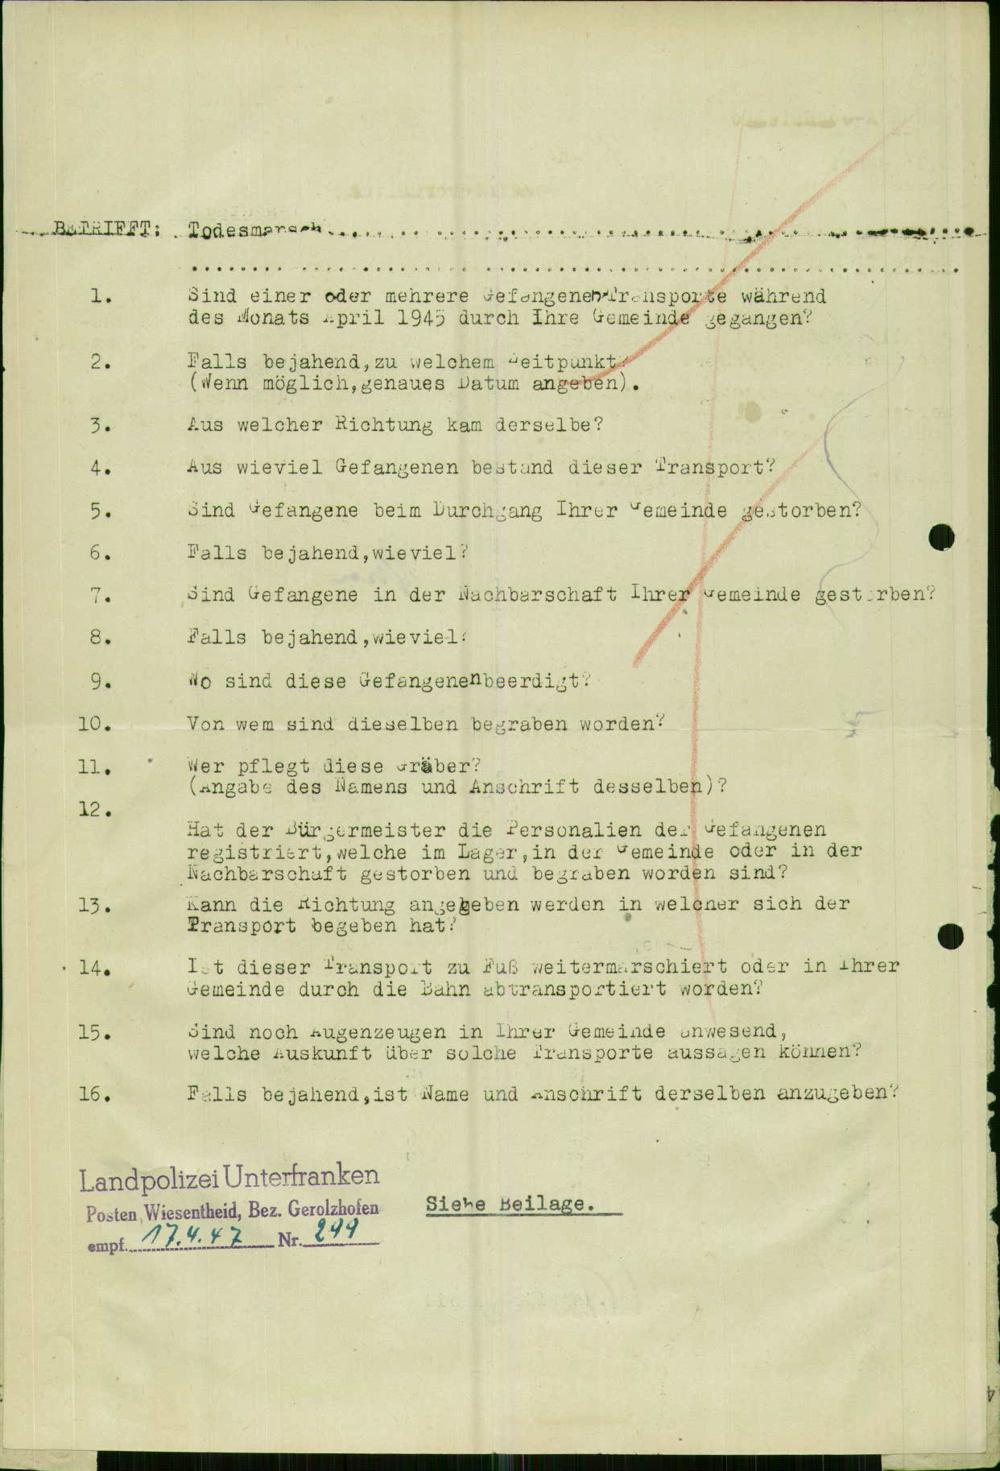 BETRIFFT: Todesmarsch
1. Sind einer oder mehrere Gefangenen-Transporte während
des Monats April 1945 durch Ihre Gemeinde gegangen?
2. Falls bejahend,zu welchem Zeitpunkt?
(Wenn möglich,genaues Datum angeben).
3. Aus welcher Richtung kam derselbe?
4. Aus wieviel Gefangenen bestand dieser Transport?
5. Sind Gefangene beim Durchgang Ihrer Gemeinde gestorben?
6. Falls bejahend,wieviel?
7. Sind Gefangene in der Nachbarschaft Ihrer Gemeinde gestorben?
8. Falls bejahend,wieviel?
9. Wo sind diese Gefangenenbeerdigt?
10. Von wem sind dieselben begraben worden?
11. Wer pflegt diese Gräber?
(Angabe des Namens und Anschrift desselben)?
12.
Hat der Bürgermeister die Personalien der Gefangenen
registriert,welche im Lager,in der Gemeinde oder in der
Nachbarschaft gestorben und begraben worden sind?
13. Kann die Richtung angegeben werden in welcher sich der
Transport begeben hat?
14. Ist dieser Transport zu Fuß weitermarschiert oder in Ihrer
Gemeinde durch die Bahn abtransportiert worden?
15. Sind noch Augenzeugen in Ihrer Gemeinde anwesend,
welche Auskunft über solche Transporte aussagen können?
16. Falls bejahend,ist Name und Anschrift derselben anzugeben?
Landpolizei Unterfranken
Posten Wiesentheid, Bez. Gerolzhofen
empf. 17.4.47 Nr. 299
Siehe Beilage.